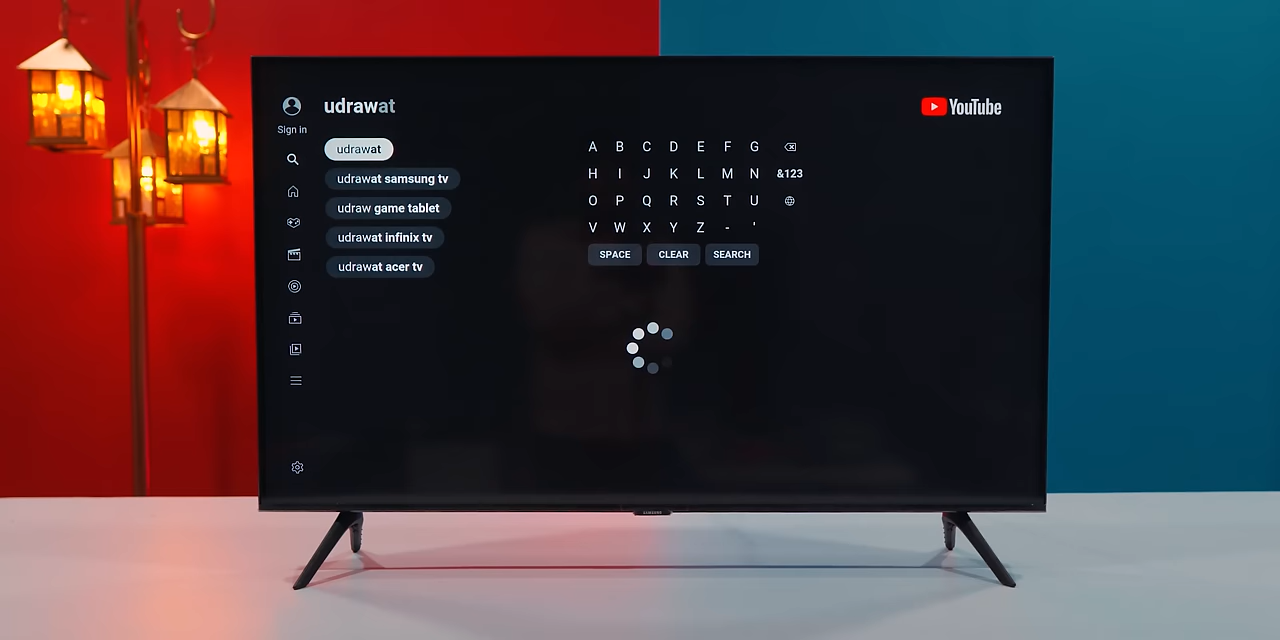 udrawat
YouTube
Sign in
udrawat
udrawat samsung tv
udraw game tablet
udrawat infinix tv
udrawat acer tv
A B C D E F G
H I J K L M N &123
O P Q R S T U
V W X Y Z - '
SPACE CLEAR SEARCH